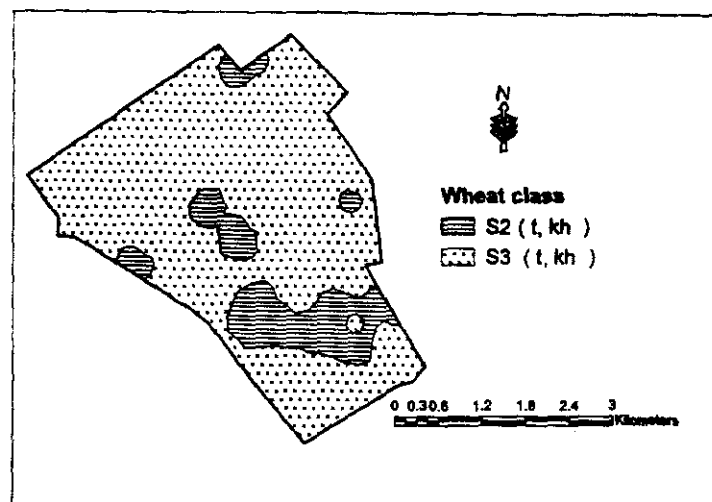 N
Wheat class
S2 ( t, kh )
S3 ( t, kh )
0 0.30.6 1.2 1.8 2.4 3
Kilometers